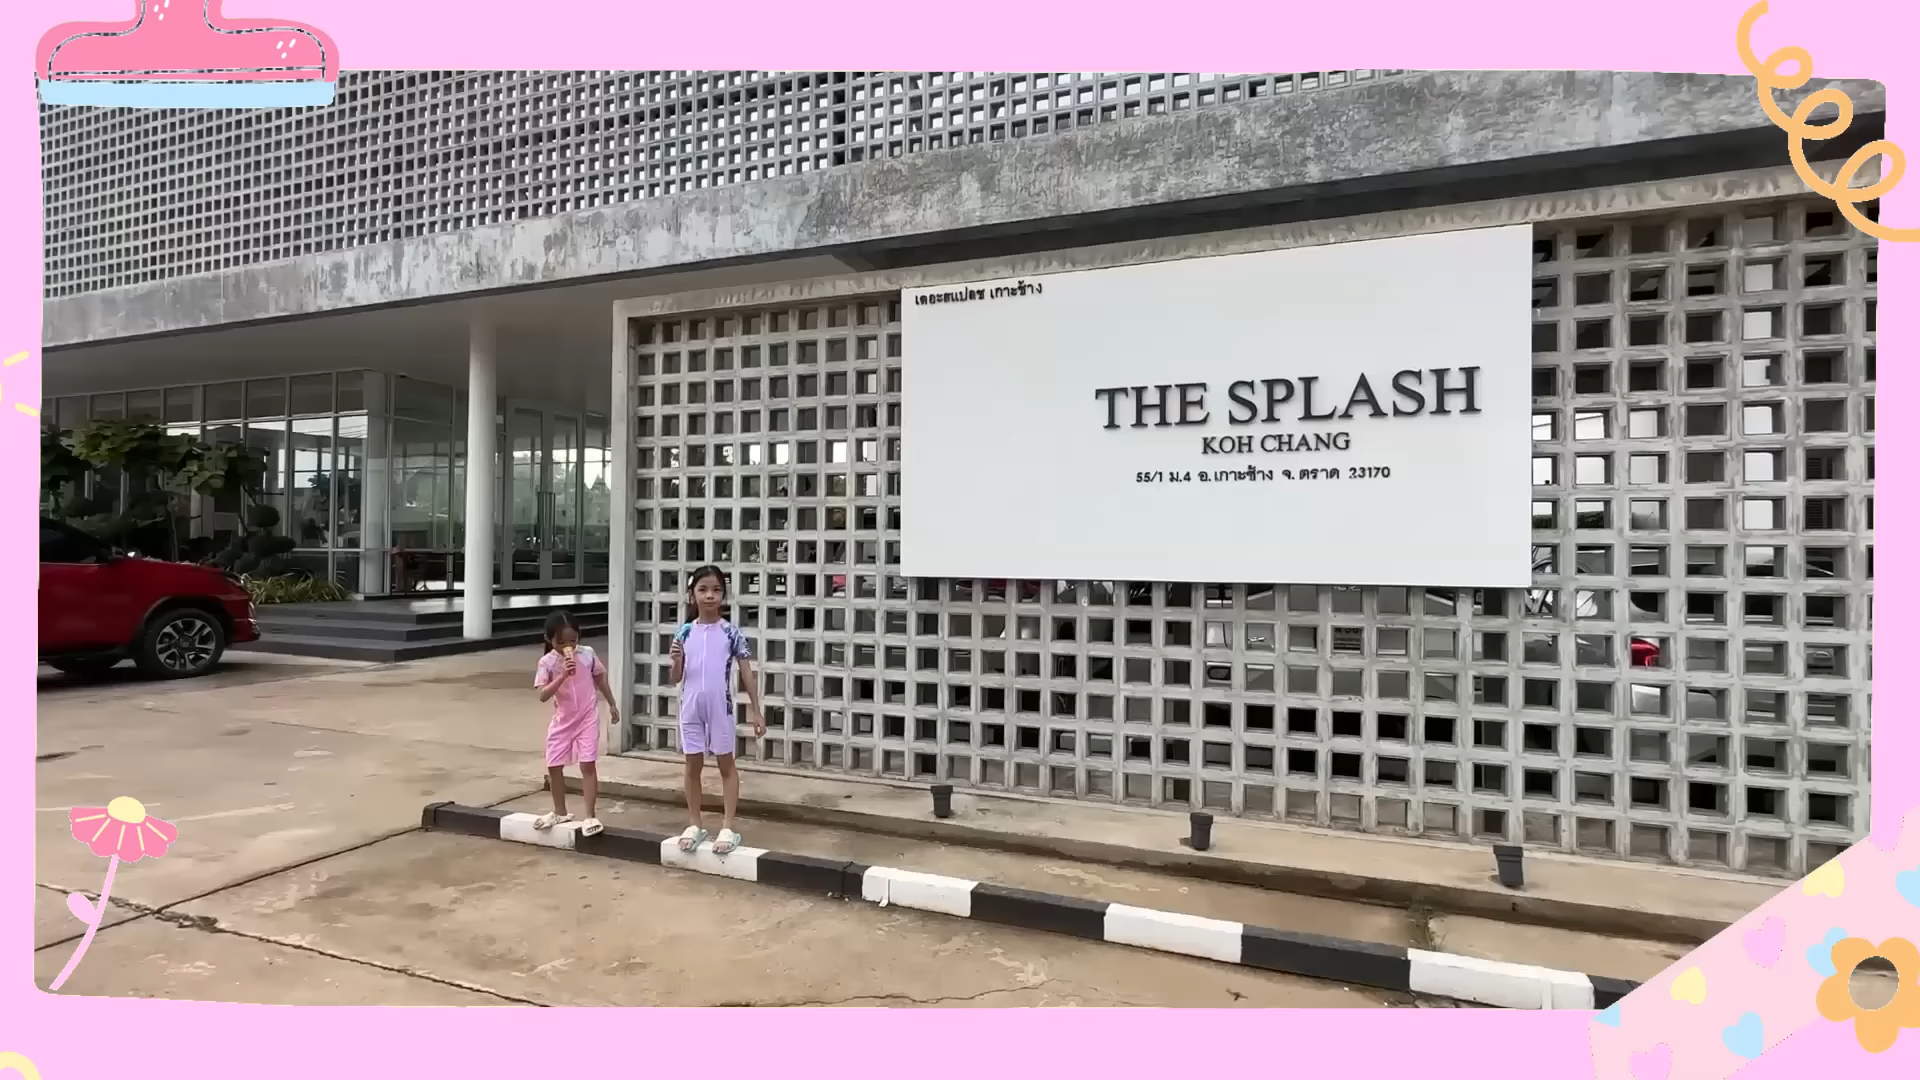 เดอะสแปลช เกาะช้าง
THE SPLASH
KOH CHANG
55/1 ม.4 อ.เกาะช้าง จ.ตราด 23170